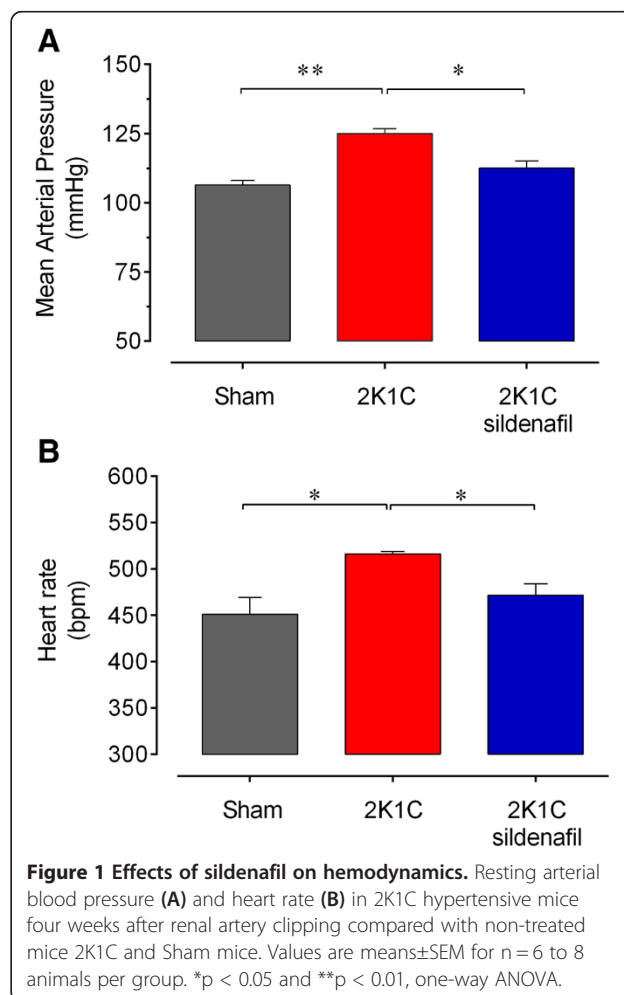 A
**
*
150
125
100
75
50
Mean Arterial Pressure
(mmHg)
Sham
2K1C
2K1C
sildenafil
B
*
*
600
550
500
450
400
350
300
Heart rate
(bpm)
Sham
2K1C
2K1C
sildenafil
Figure 1 Effects of sildenafil on hemodynamics. Resting arterial
blood pressure (A) and heart rate (B) in 2K1C hypertensive mice
four weeks after renal artery clipping compared with non-treated
mice 2K1C and Sham mice. Values are means±SEM for n = 6 to 8
animals per group. *p < 0.05 and **p < 0.01, one-way ANOVA.